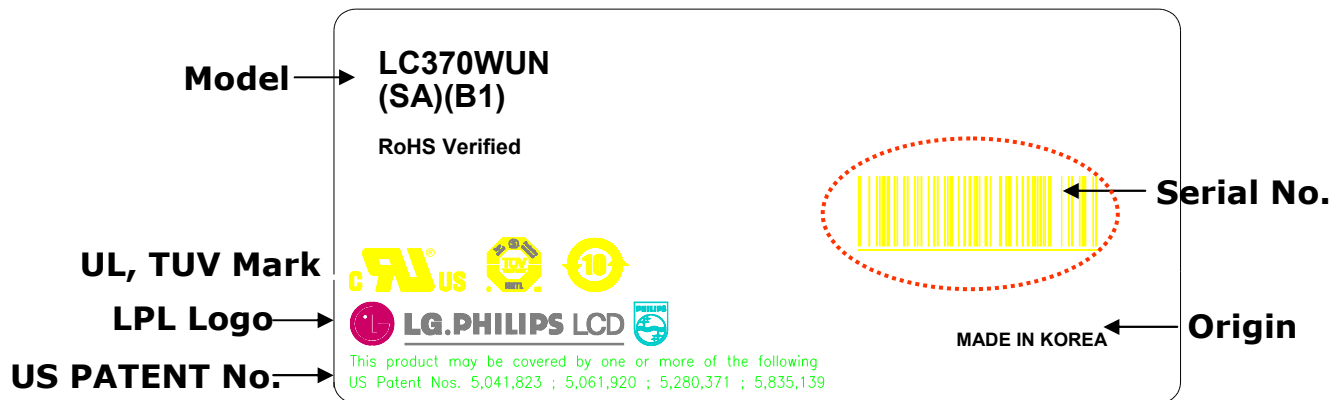 Model
LC370WUN
(SA)(B1)
RoHS Verified
Serial No.
UL, TUV Mark
C US
TUV
10
LPL Logo
LG.PHILIPS LCD
PHILIPS
MADE IN KOREA
Origin
US PATENT No.
This product may be covered by one or more of the following
US Patent Nos. 5,041,823 ; 5,061,920 ; 5,280,371 ; 5,835,139